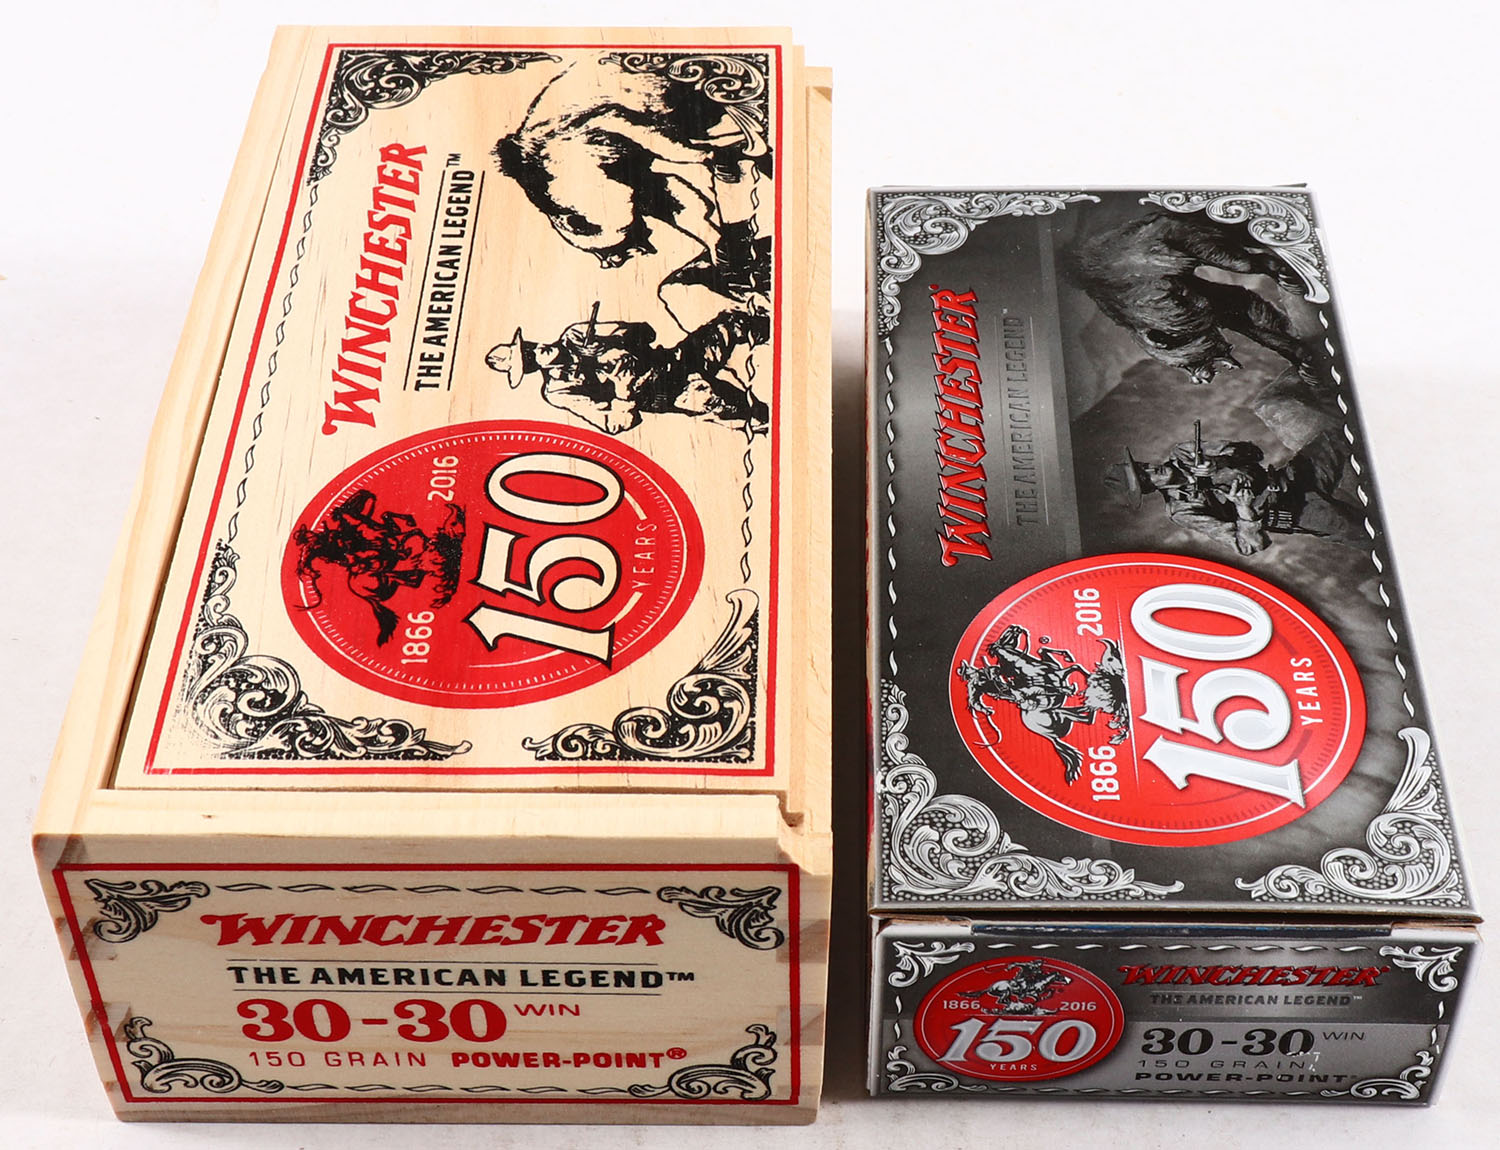 WINCHESTER
THE AMERICAN LEGEND™
1866 2016
150
YEARS
WINCHESTER
THE AMERICAN LEGEND™
30-30 WIN
150 GRAIN POWER-POINT®
WINCHESTER®
THE AMERICAN LEGEND™
1866 2016
150
YEARS
1866 2016
150
YEARS
WINCHESTER®
THE AMERICAN LEGEND™
30-30 WIN
150 GRAIN
POWER-POINT®